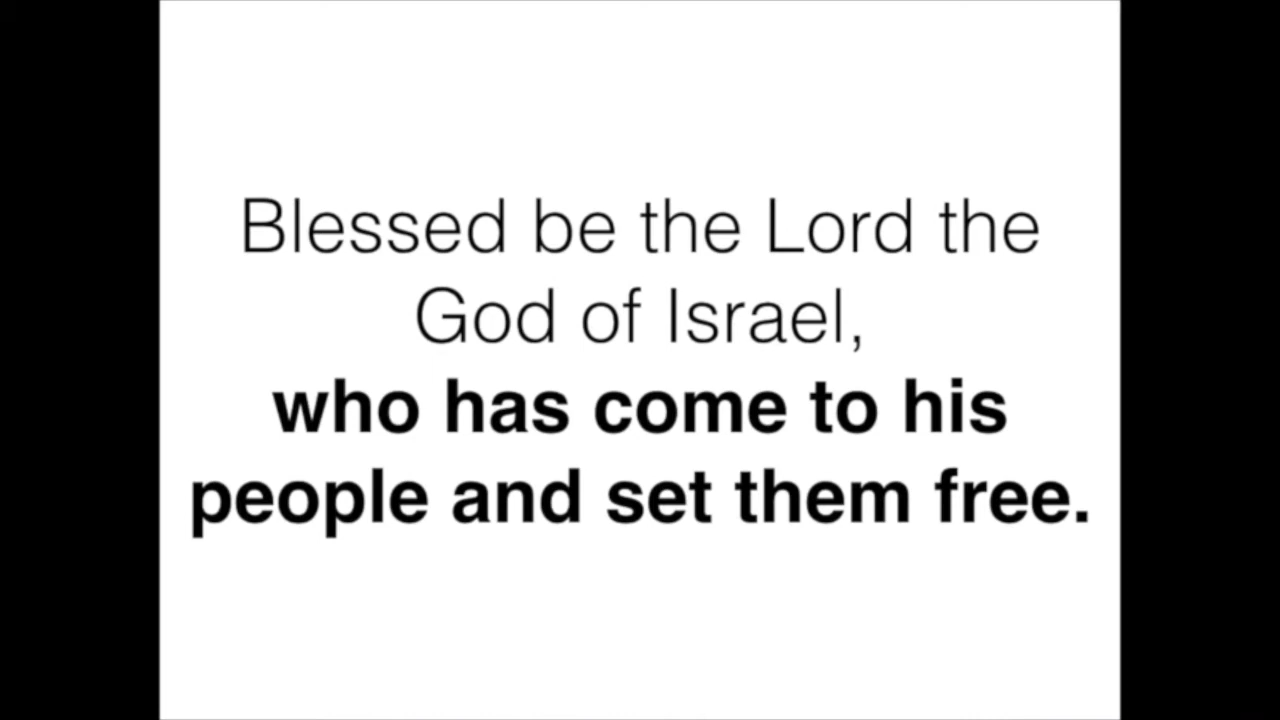 Blessed be the Lord the
God of Israel,
who has come to his
people and set them free.